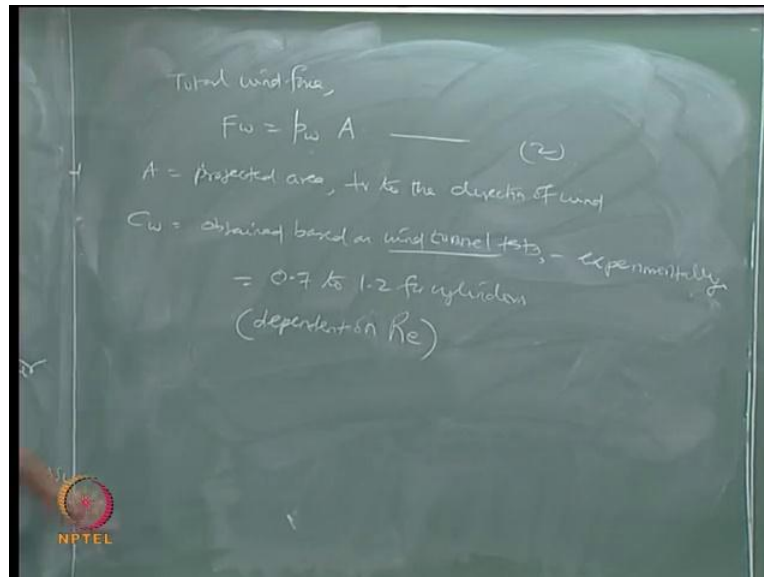 Total wind force,
Fw = pw A ——— (2)
A = projected area, ⊥r to the direction of wind
Cw = obtained based on wind tunnel tests, - experimentally
= 0.7 to 1.2 for cylinders
(dependent on Re)
NPTEL